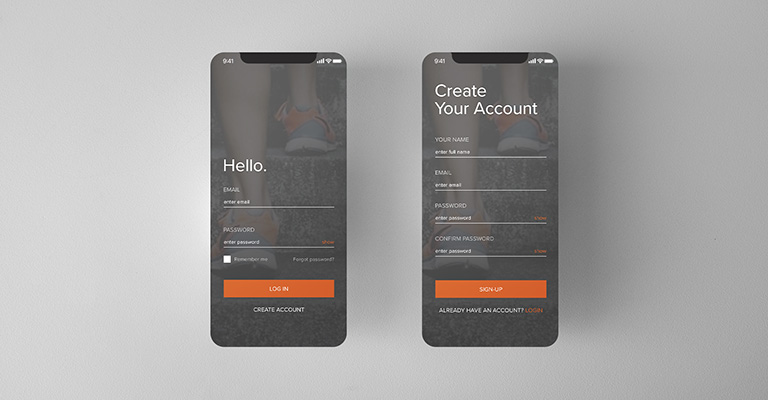 9:41
Hello.
EMAIL
enter email
PASSWORD
enter password show
Remember me Forgot password?
LOG IN
CREATE ACCOUNT
9:41
Create
Your Account
YOUR NAME
enter full name
EMAIL
enter email
PASSWORD
enter password show
CONFIRM PASSWORD
enter password show
SIGN-UP
ALREADY HAVE AN ACCOUNT? LOGIN